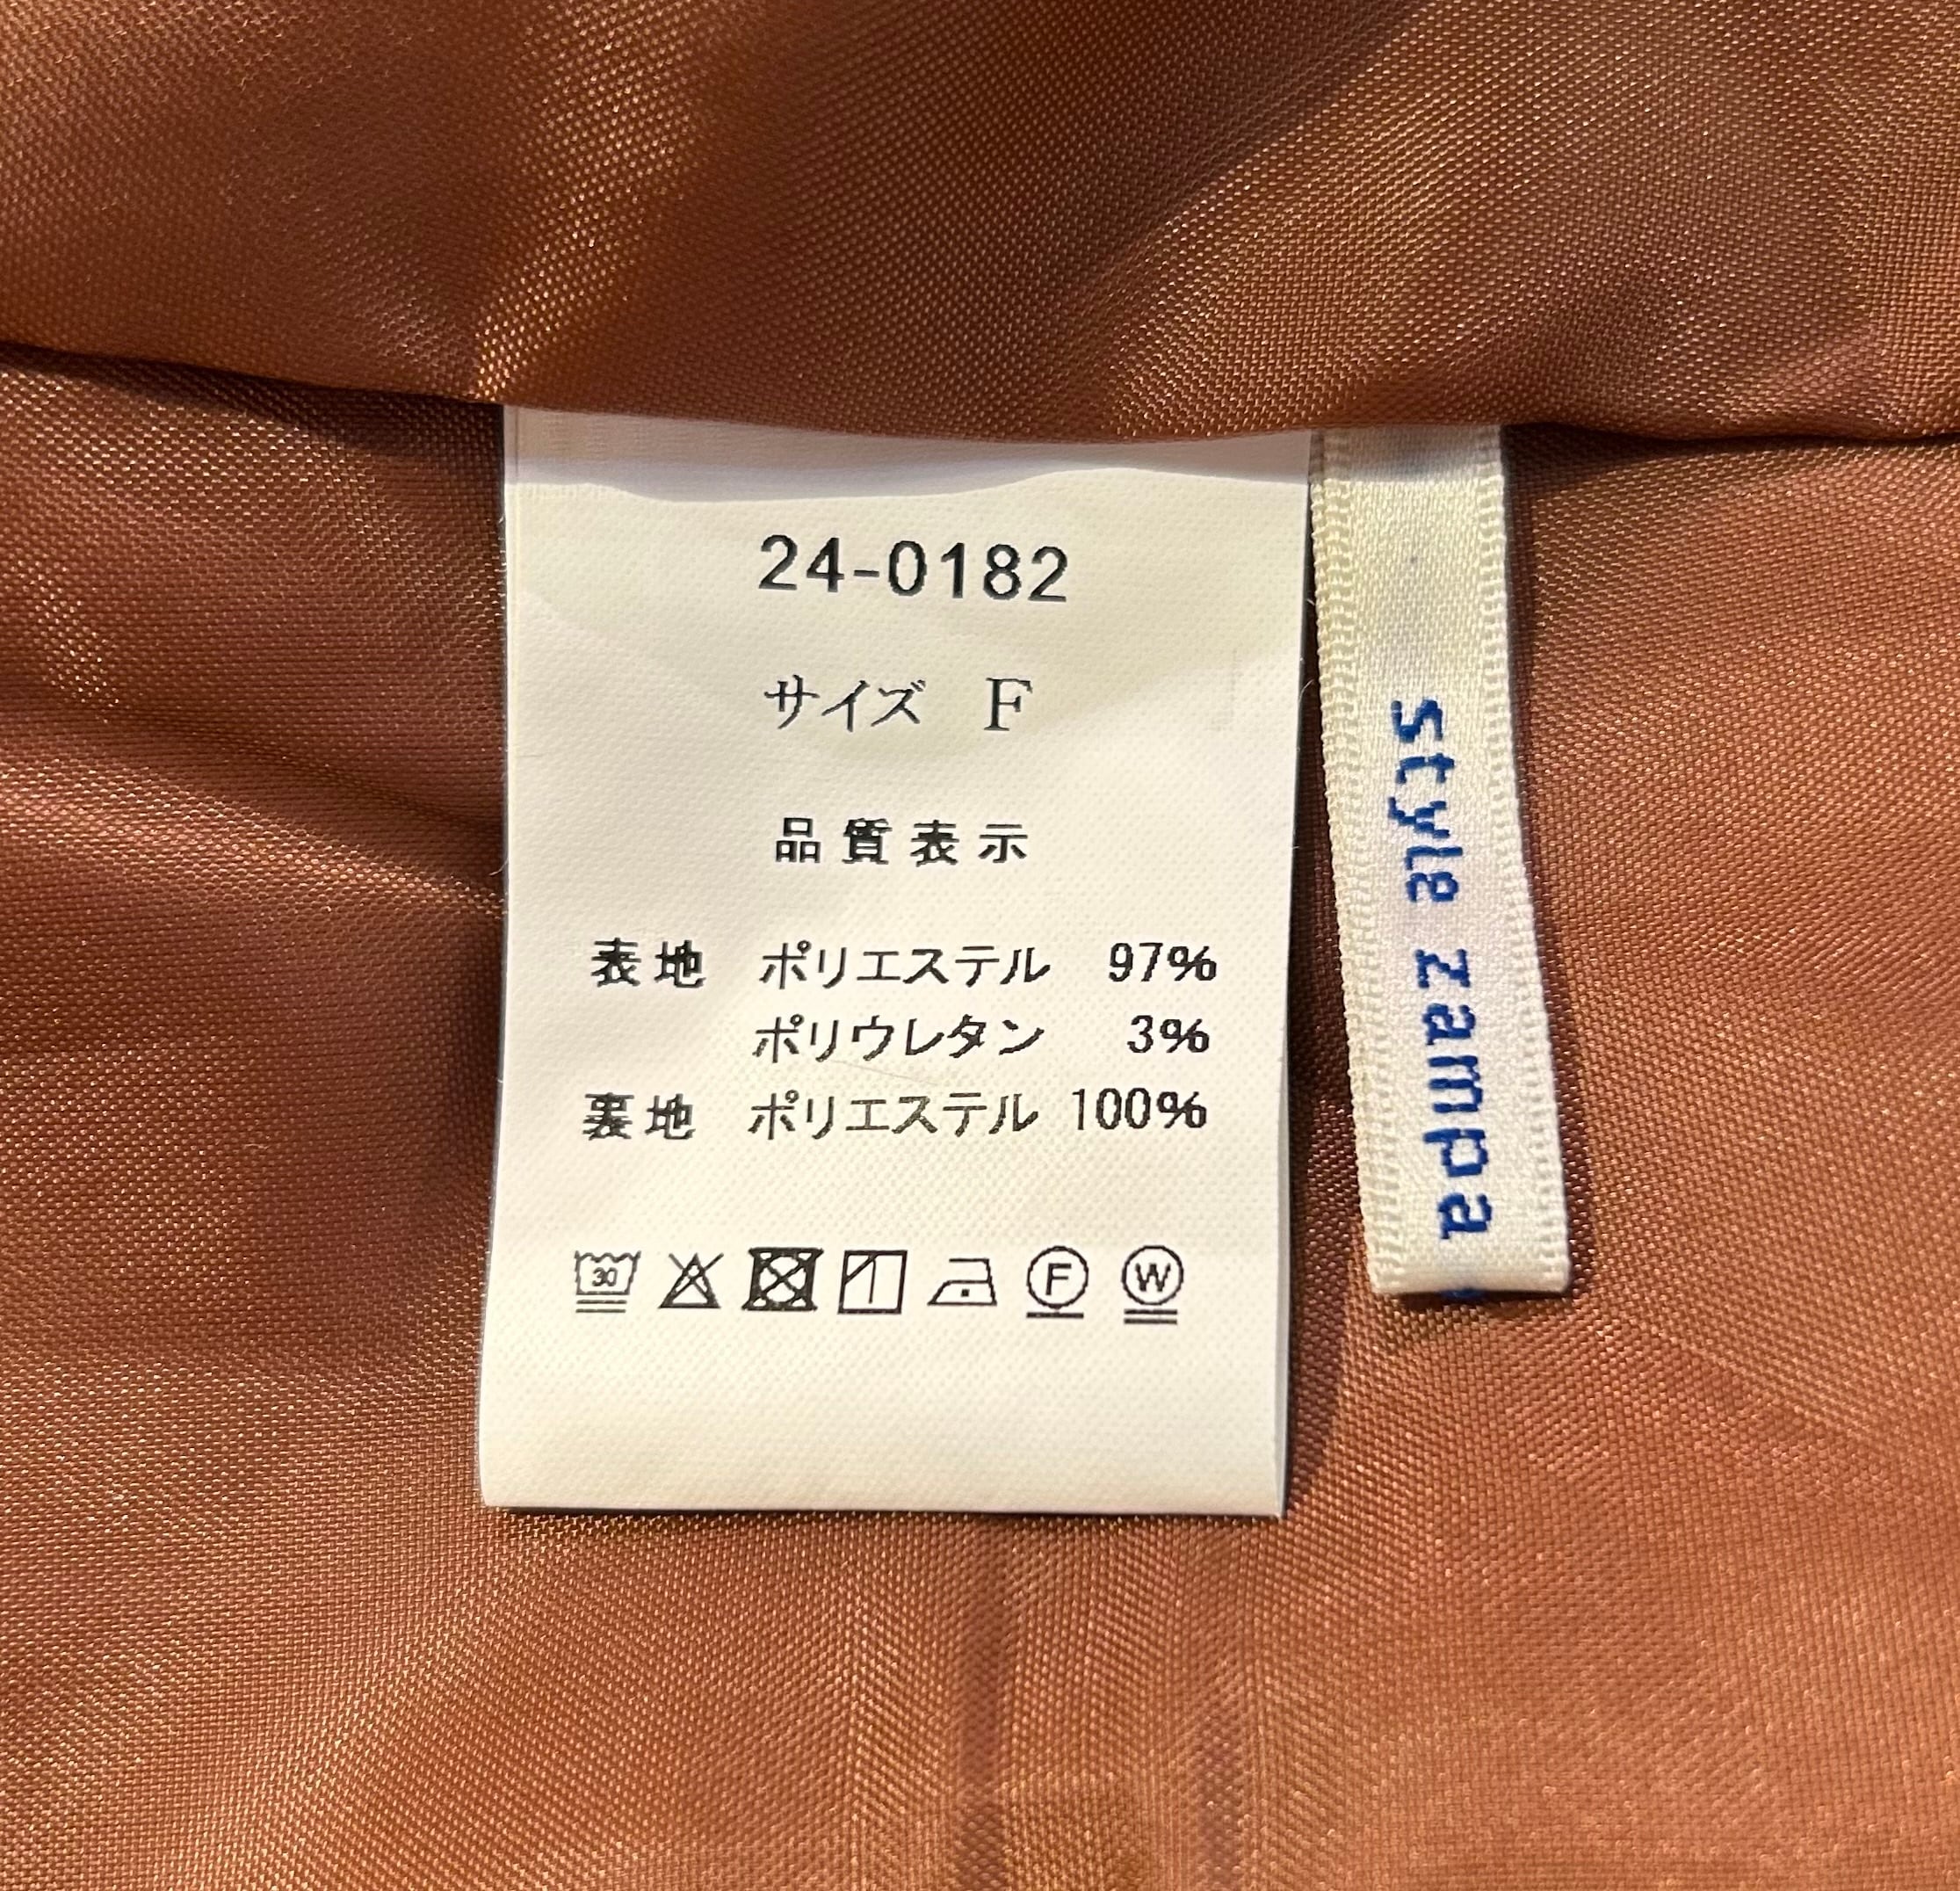 24-0182
サイズ F
品質表示
表地 ポリエステル 97%
ポリウレタン 3%
裏地 ポリエステル 100%
30 F W
style zampa